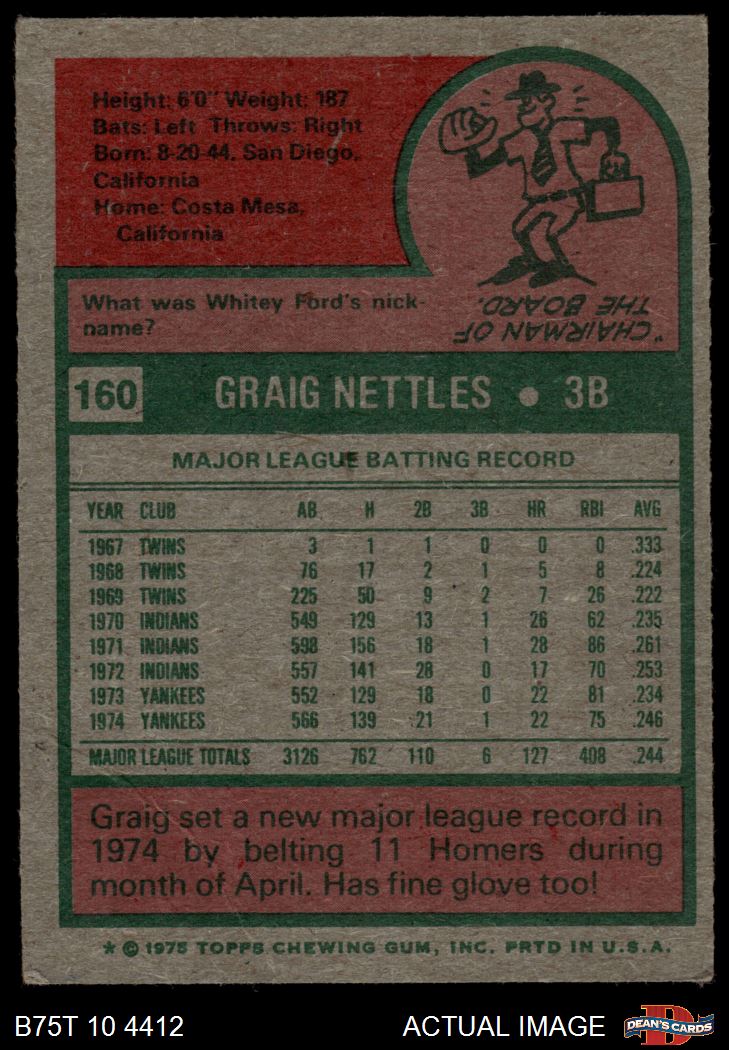 Height: 6'0" Weight: 187
Bats: Left Throws: Right
Born: 8-20-44, San Diego,
California
Home: Costa Mesa,
California
What was Whitey Ford's nick-
name?
"CHAIRMAN OF
THE BOARD.
160 GRAIG NETTLES • 3B
MAJOR LEAGUE BATTING RECORD
YEAR CLUB AB H 2B 3B HR RBI AVG
1967 TWINS 3 1 1 0 0 0 .333
1968 TWINS 76 17 2 1 5 8 .224
1969 TWINS 225 50 9 2 7 26 .222
1970 INDIANS 549 129 13 1 26 62 .235
1971 INDIANS 598 156 18 1 28 86 .261
1972 INDIANS 557 141 28 0 17 70 .253
1973 YANKEES 552 129 18 0 22 81 .234
1974 YANKEES 566 139 21 1 22 75 .246
MAJOR LEAGUE TOTALS 3126 762 110 6 127 408 .244
Graig set a new major league record in
1974 by belting 11 Homers during
month of April. Has fine glove too!
* © 1975 TOPPS CHEWING GUM, INC. PRTD IN U.S.A.
B75T 10 4412 ACTUAL IMAGE DEAN'S CARDS